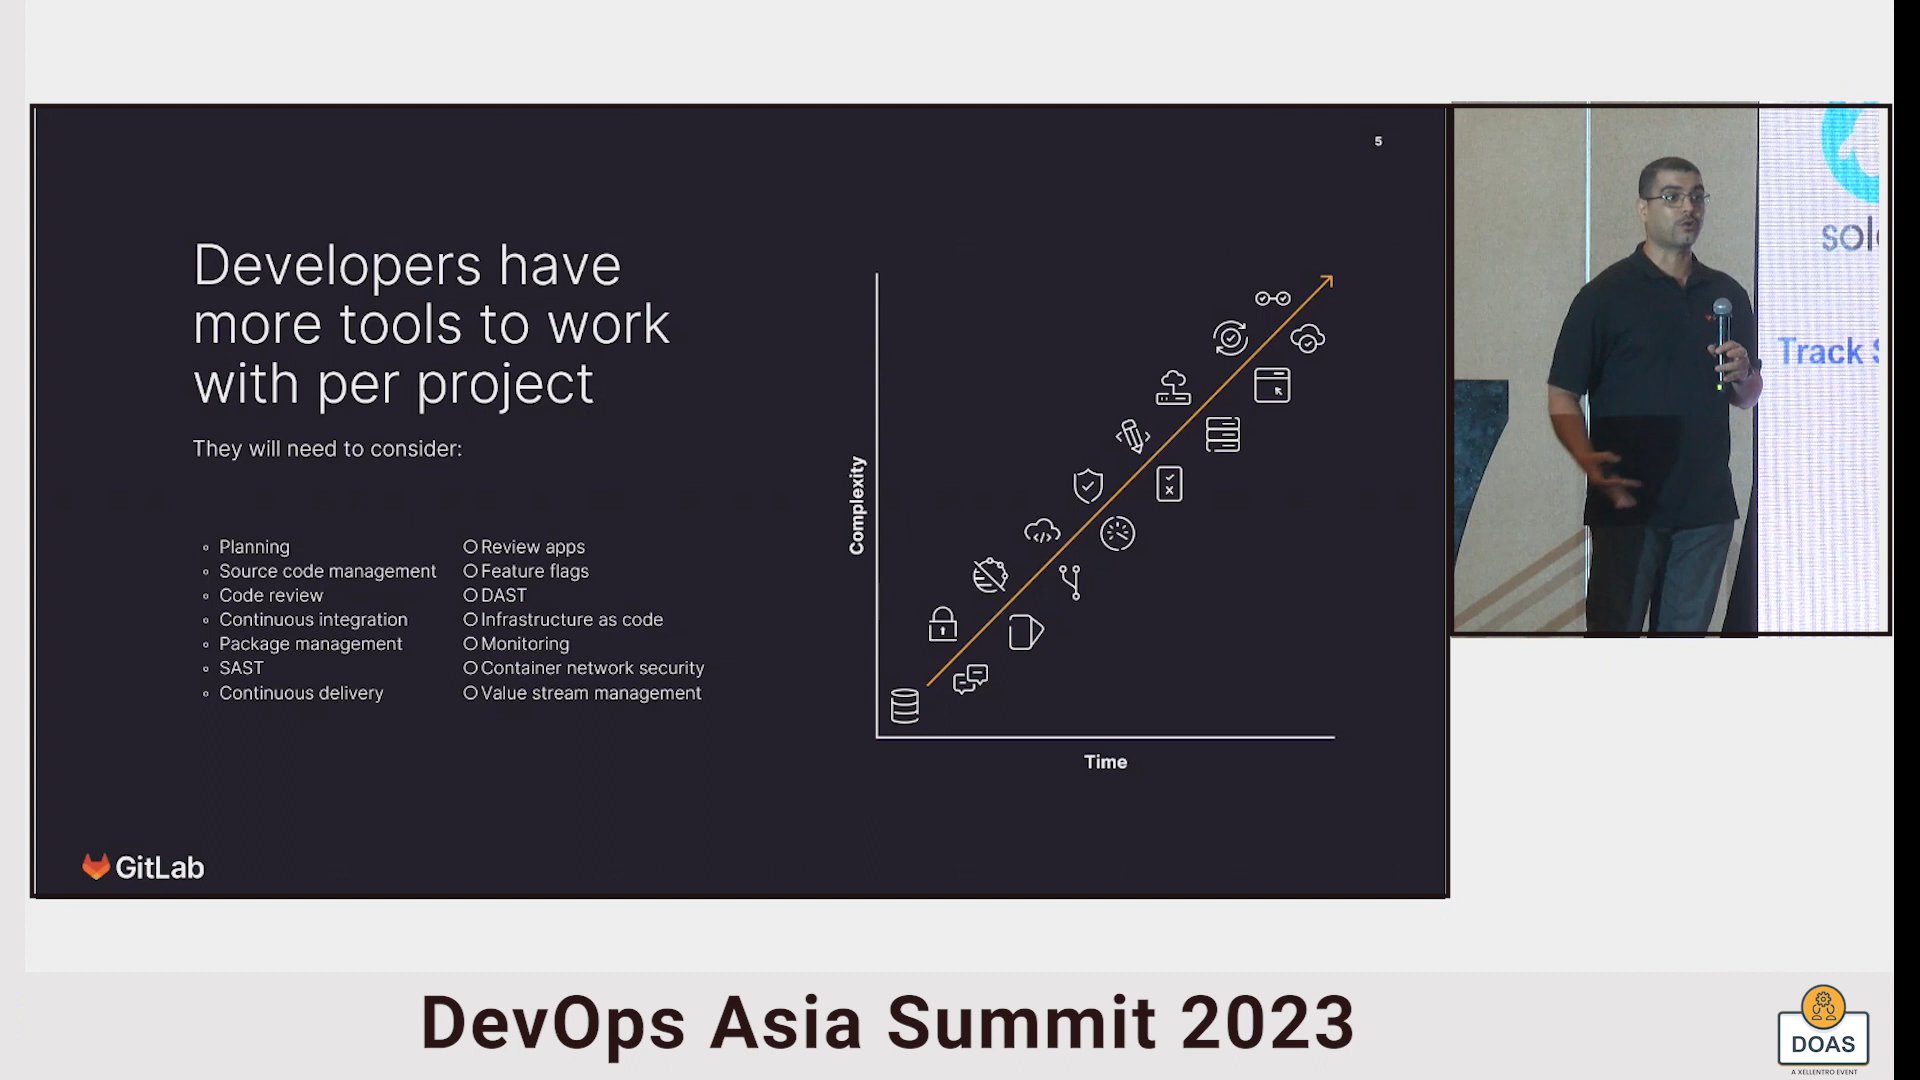 5
Developers have
more tools to work
with per project
They will need to consider:
Planning
Source code management
Code review
Continuous integration
Package management
SAST
Continuous delivery
Review apps
Feature flags
DAST
Infrastructure as code
Monitoring
Container network security
Value stream management
Complexity
Time
GitLab
Track
DevOps Asia Summit 2023
DOAS
A XELLENTRO EVENT